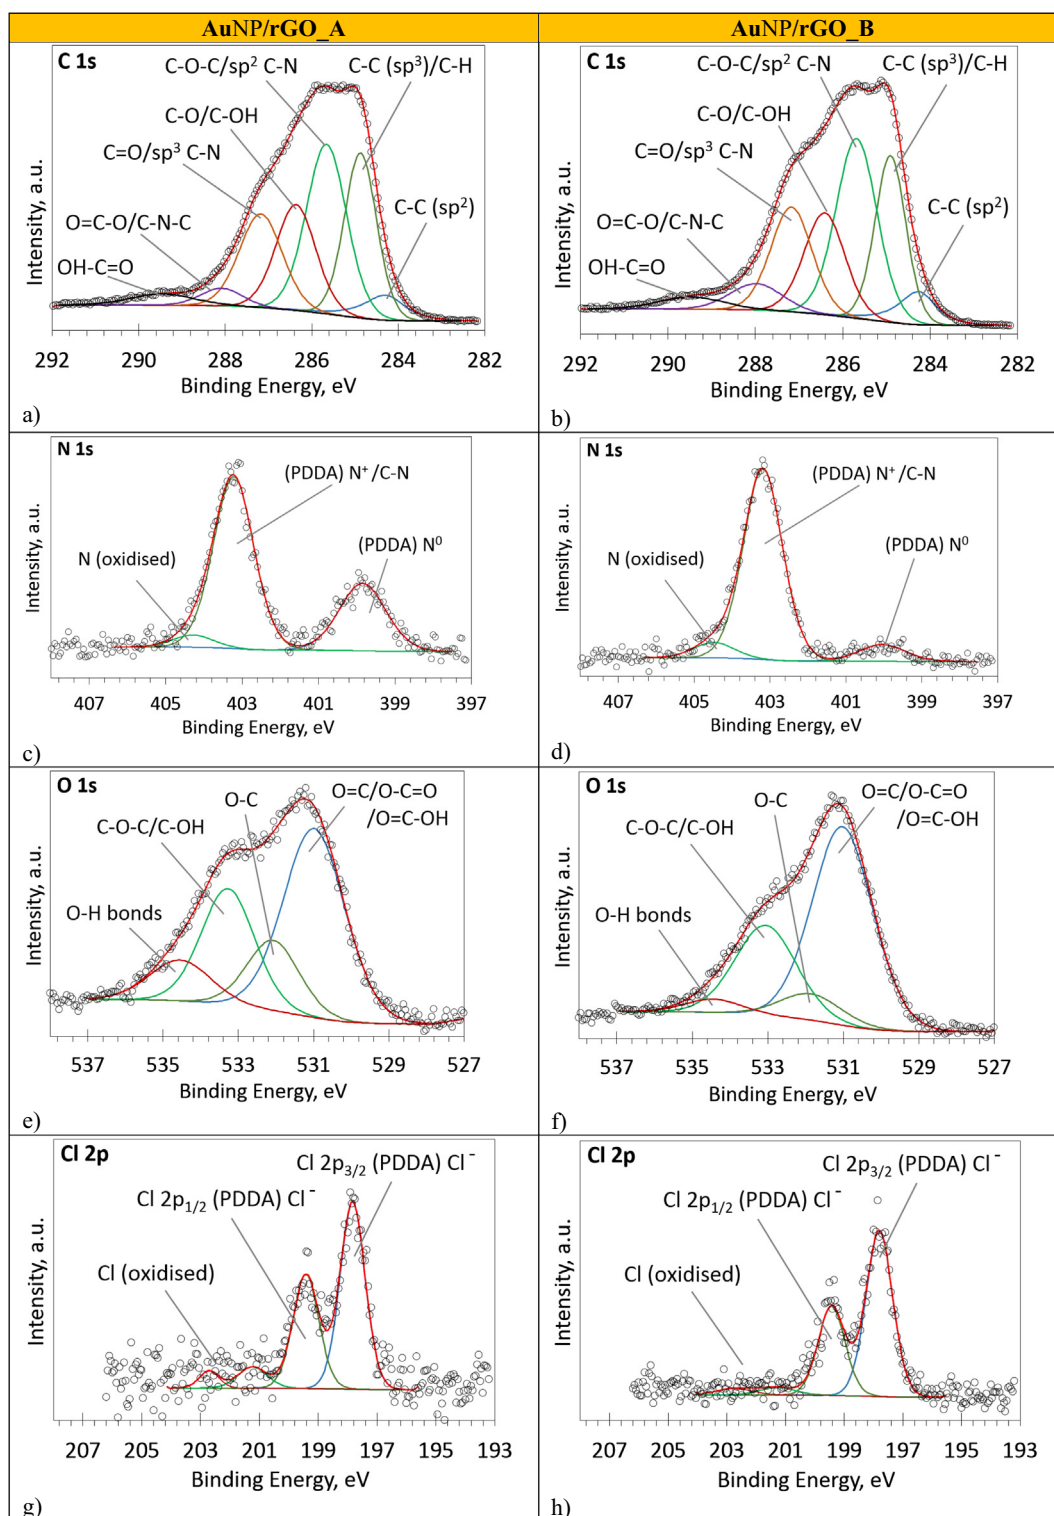 AuNP/rGO_A
AuNP/rGO_B
C 1s
C-O-C/sp² C-N
C-C (sp³)/C-H
C-O/C-OH
C=O/sp³ C-N
O=C-O/C-N-C
OH-C=O
C-C (sp²)
Intensity, a.u.
292 290 288 286 284 282
Binding Energy, eV
a)
C 1s
C-O-C/sp² C-N
C-C (sp³)/C-H
C-O/C-OH
C=O/sp³ C-N
O=C-O/C-N-C
OH-C=O
C-C (sp²)
Intensity, a.u.
292 290 288 286 284 282
Binding Energy, eV
b)
N 1s
(PDDA) N⁺/C-N
N (oxidised)
(PDDA) N⁰
Intensity, a.u.
407 405 403 401 399 397
Binding Energy, eV
c)
N 1s
(PDDA) N⁺/C-N
N (oxidised)
(PDDA) N⁰
Intensity, a.u.
407 405 403 401 399 397
Binding Energy, eV
d)
O 1s
O-C
O=C/O-C=O
/O=C-OH
C-O-C/C-OH
O-H bonds
Intensity, a.u.
537 535 533 531 529 527
Binding Energy, eV
e)
O 1s
O-C
O=C/O-C=O
/O=C-OH
C-O-C/C-OH
O-H bonds
Intensity, a.u.
537 535 533 531 529 527
Binding Energy, eV
f)
Cl 2p
Cl 2p₃/₂ (PDDA) Cl⁻
Cl 2p₁/₂ (PDDA) Cl⁻
Cl (oxidised)
Intensity, a.u.
207 205 203 201 199 197 195 193
Binding Energy, eV
g)
Cl 2p
Cl 2p₃/₂ (PDDA) Cl⁻
Cl 2p₁/₂ (PDDA) Cl⁻
Cl (oxidised)
Intensity, a.u.
207 205 203 201 199 197 195 193
Binding Energy, eV
h)